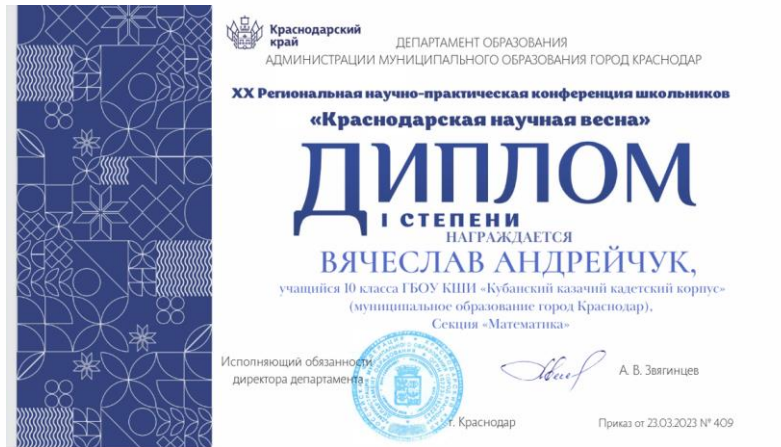 Краснодарский
край
ДЕПАРТАМЕНТ ОБРАЗОВАНИЯ
АДМИНИСТРАЦИИ МУНИЦИПАЛЬНОГО ОБРАЗОВАНИЯ ГОРОД КРАСНОДАР
XX Региональная научно-практическая конференция школьников
«Краснодарская научная весна»
ДИПЛОМ
I СТЕПЕНИ
НАГРАЖДАЕТСЯ
ВЯЧЕСЛАВ АНДРЕЙЧУК,
учащийся 10 класса ГБОУ КШИ «Кубанский казачий кадетский корпус»
(муниципальное образование город Краснодар),
Секция «Математика»
Исполняющий обязанности
директора департамента
А. В. Звягинцев
г. Краснодар
Приказ от 23.03.2023 № 409